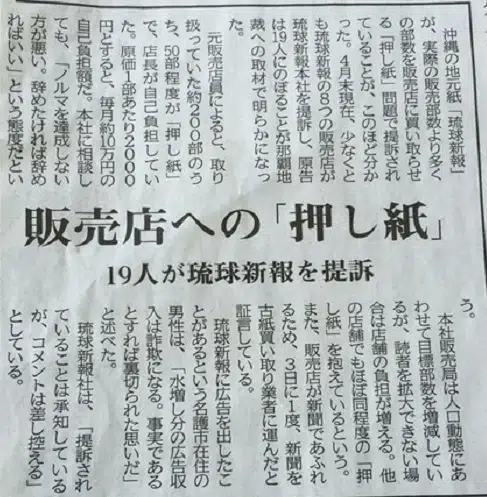 販売店への「押し紙」
19人が琉球新報を提訴
沖縄の地元紙「琉球新報」
が、実際の販売部数より多く
の部数を販売店に買い取らせ
る「押し紙」問題で提訴され
ていることが、このほど分か
った。4月末現在、少なくと
も琉球新報の8つの販売店が
琉球新報本社を提訴し、原告
は19人にのぼることが那覇地
裁への取材で明らかになっ
た。
元販売店員によると、取り
扱っていた約200部のう
ち、50部程度が「押し紙」
で、店長が自己負担してい
た。原価1部あたり2000
円とすると、毎月約10万円の
自己負担額だ。本社に相談し
ても、「ノルマを達成しない
方が悪い。辞めたければ辞め
ればいい」という態度だとい
う。
本社販売局は人口動態にあ
わせて目標部数を増減してい
るが、読者を拡大できない場
合は店舗の負担が増える。他
の店舗でもほぼ同程度の「押
し紙」を抱えているという。
また、販売店が新聞であふれ
るため、3日に1度、新聞を
古紙買い取り業者に運んだと
証言している。
琉球新報に広告を出したこ
とがあるという名護市在住の
男性は、「水増し分の広告収
入は詐欺になる。事実である
とすれば裏切られた思いだ」
と述べた。
琉球新報社は、「提訴され
ていることは承知している
が、コメントは差し控える」
としている。